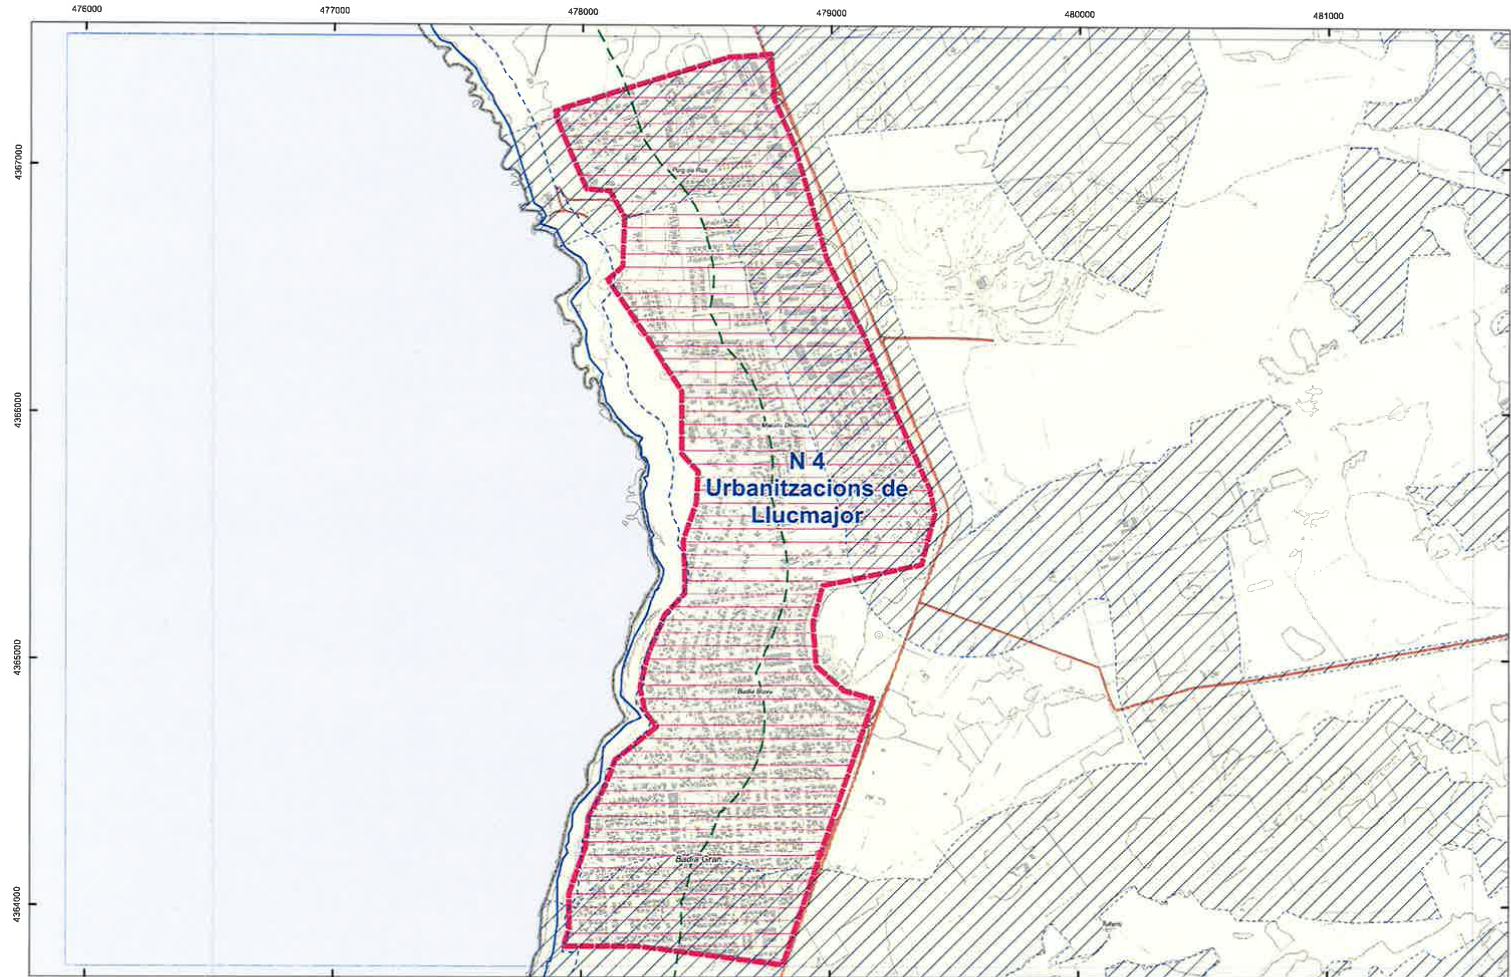 476000
477000
478000
479000
480000
481000
4367000
4366000
4365000
4364000
Puig de Ros
N 4
Urbanitzacions de
Llucmajor
Badia Blava
Badia Gran